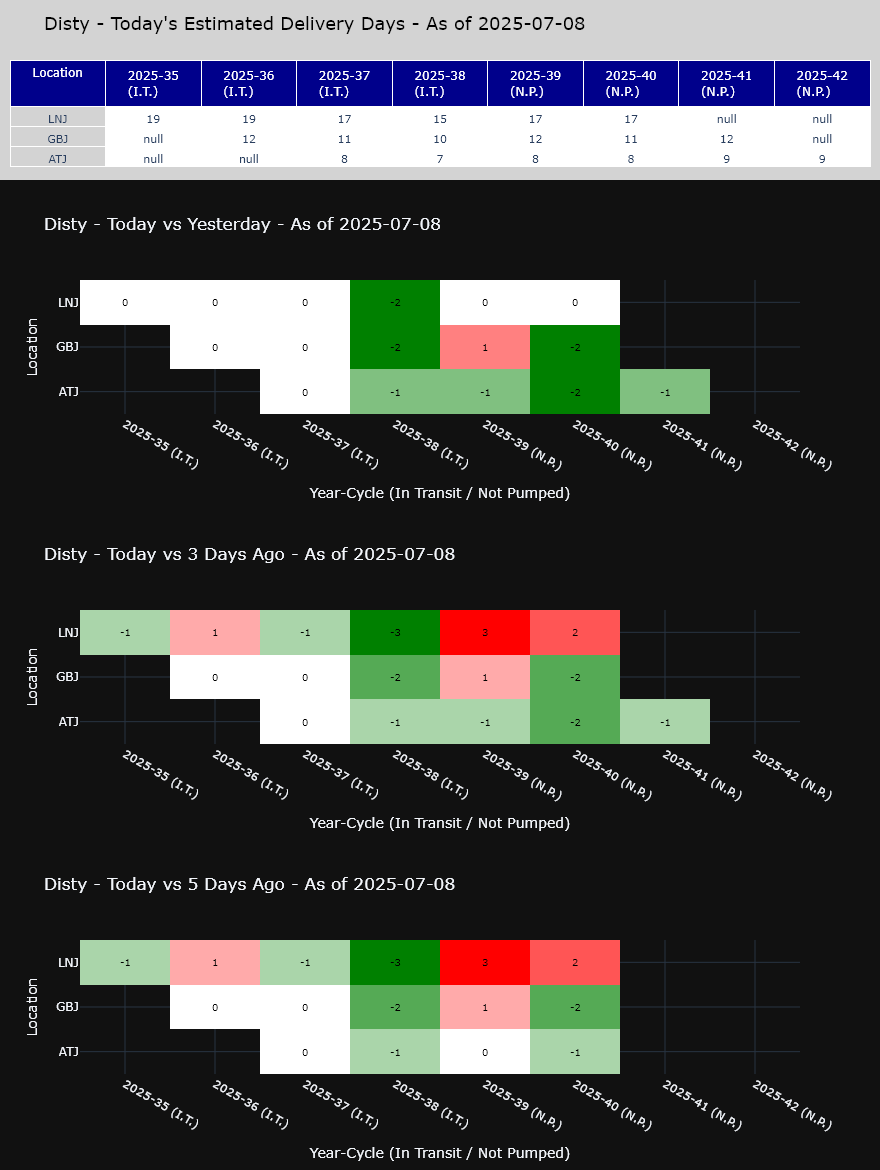 Disty - Today's Estimated Delivery Days - As of 2025-07-08
Location 2025-35 (I.T.) 2025-36 (I.T.) 2025-37 (I.T.) 2025-38 (I.T.) 2025-39 (N.P.) 2025-40 (N.P.) 2025-41 (N.P.) 2025-42 (N.P.)
LNJ 19 19 17 15 17 17 null null
GBJ null 12 11 10 12 11 12 null
ATJ null null 8 7 8 8 9 9
Disty - Today vs Yesterday - As of 2025-07-08
Location
LNJ 0 0 0 -2 0 0
GBJ 0 0 -2 1 -2
ATJ 0 -1 -1 -2 -1
2025-35 (I.T.) 2025-36 (I.T.) 2025-37 (I.T.) 2025-38 (I.T.) 2025-39 (N.P.) 2025-40 (N.P.) 2025-41 (N.P.) 2025-42 (N.P.)
Year-Cycle (In Transit / Not Pumped)
Disty - Today vs 3 Days Ago - As of 2025-07-08
Location
LNJ -1 1 -1 -3 3 2
GBJ 0 0 -2 1 -2
ATJ 0 -1 -1 -2 -1
2025-35 (I.T.) 2025-36 (I.T.) 2025-37 (I.T.) 2025-38 (I.T.) 2025-39 (N.P.) 2025-40 (N.P.) 2025-41 (N.P.) 2025-42 (N.P.)
Year-Cycle (In Transit / Not Pumped)
Disty - Today vs 5 Days Ago - As of 2025-07-08
Location
LNJ -1 1 -1 -3 3 2
GBJ 0 0 -2 1 -2
ATJ 0 -1 0 -1
2025-35 (I.T.) 2025-36 (I.T.) 2025-37 (I.T.) 2025-38 (I.T.) 2025-39 (N.P.) 2025-40 (N.P.) 2025-41 (N.P.) 2025-42 (N.P.)
Year-Cycle (In Transit / Not Pumped)